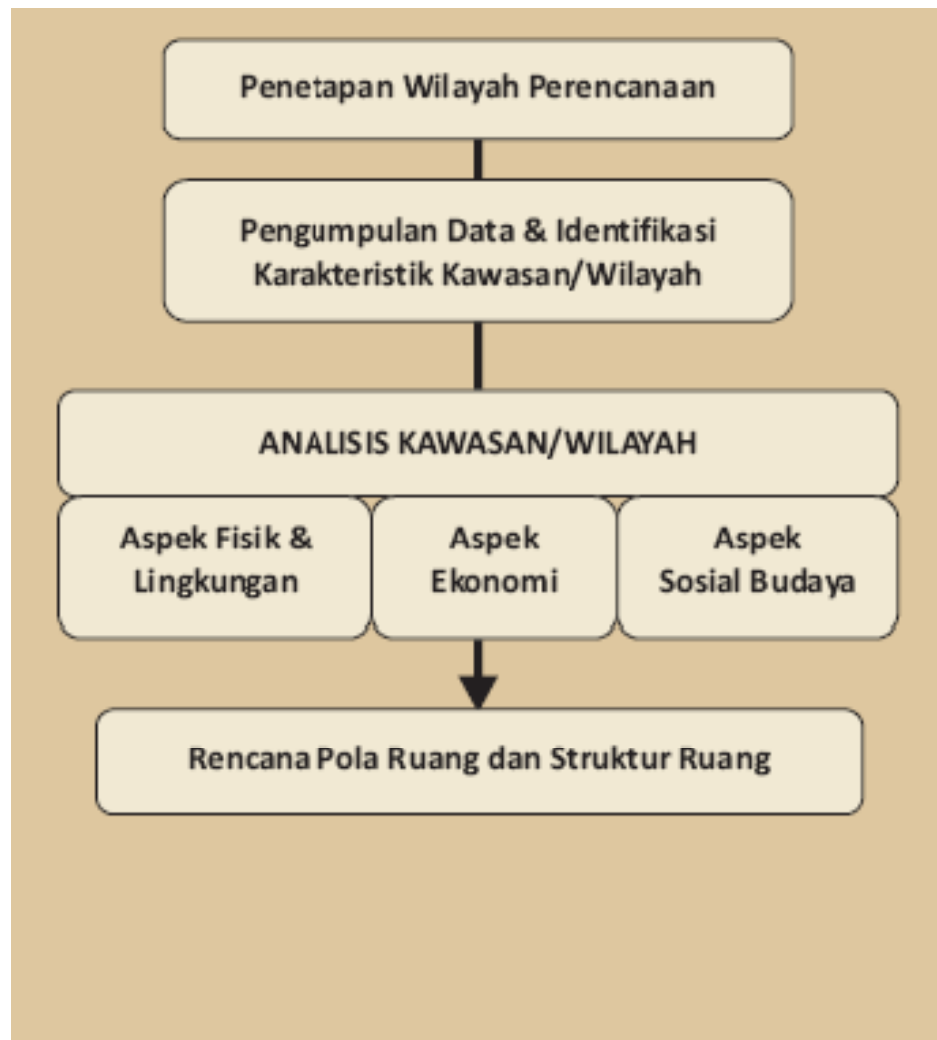 Penetapan Wilayah Perencanaan
Pengumpulan Data & Identifikasi
Karakteristik Kawasan/Wilayah
ANALISIS KAWASAN/WILAYAH
Aspek Fisik &
Lingkungan
Aspek
Ekonomi
Aspek
Sosial Budaya
Rencana Pola Ruang dan Struktur Ruang